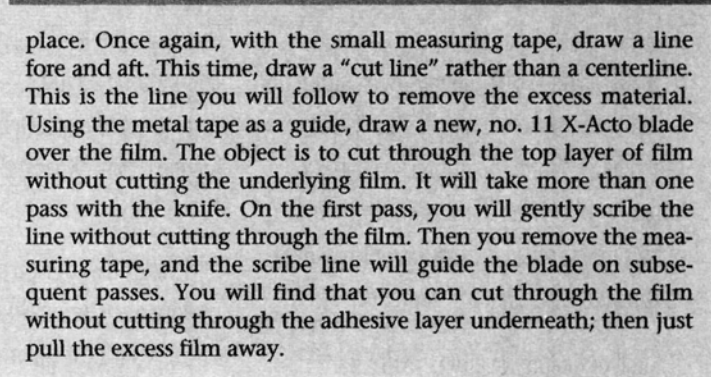 place. Once again, with the small measuring tape, draw a line
fore and aft. This time, draw a “cut line” rather than a centerline.
This is the line you will follow to remove the excess material.
Using the metal tape as a guide, draw a new, no. 11 X-Acto blade
over the film. The object is to cut through the top layer of film
without cutting the underlying film. It will take more than one
pass with the knife. On the first pass, you will gently scribe the
line without cutting through the film. Then you remove the mea-
suring tape, and the scribe line will guide the blade on subse-
quent passes. You will find that you can cut through the film
without cutting through the adhesive layer underneath; then just
pull the excess film away.